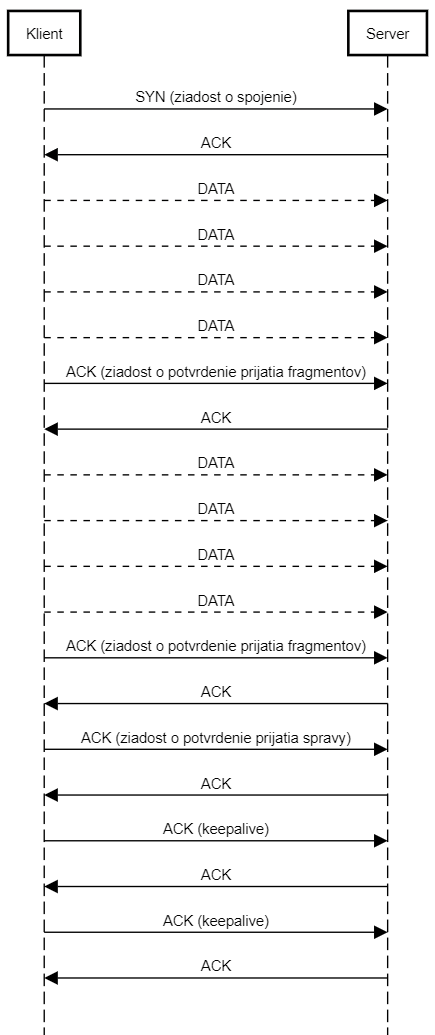 Klient
Server
SYN (ziadost o spojenie)
ACK
DATA
DATA
DATA
DATA
ACK (ziadost o potvrdenie prijatia fragmentov)
ACK
DATA
DATA
DATA
DATA
ACK (ziadost o potvrdenie prijatia fragmentov)
ACK
ACK (ziadost o potvrdenie prijatia spravy)
ACK
ACK (keepalive)
ACK
ACK (keepalive)
ACK